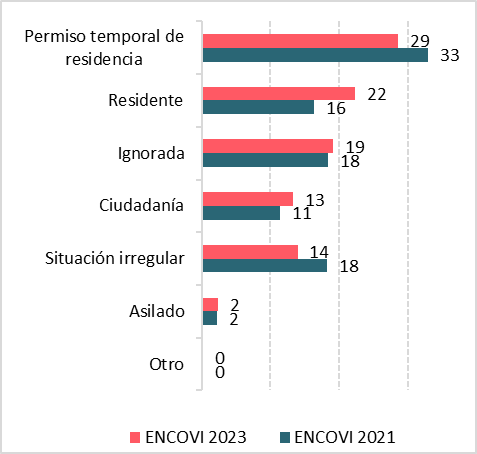 Permiso temporal de
residencia
29
33
Residente
22
16
Ignorada
19
18
Ciudadanía
13
11
Situación irregular
14
18
Asilado
2
2
Otro
0
0
ENCOVI 2023 ENCOVI 2021